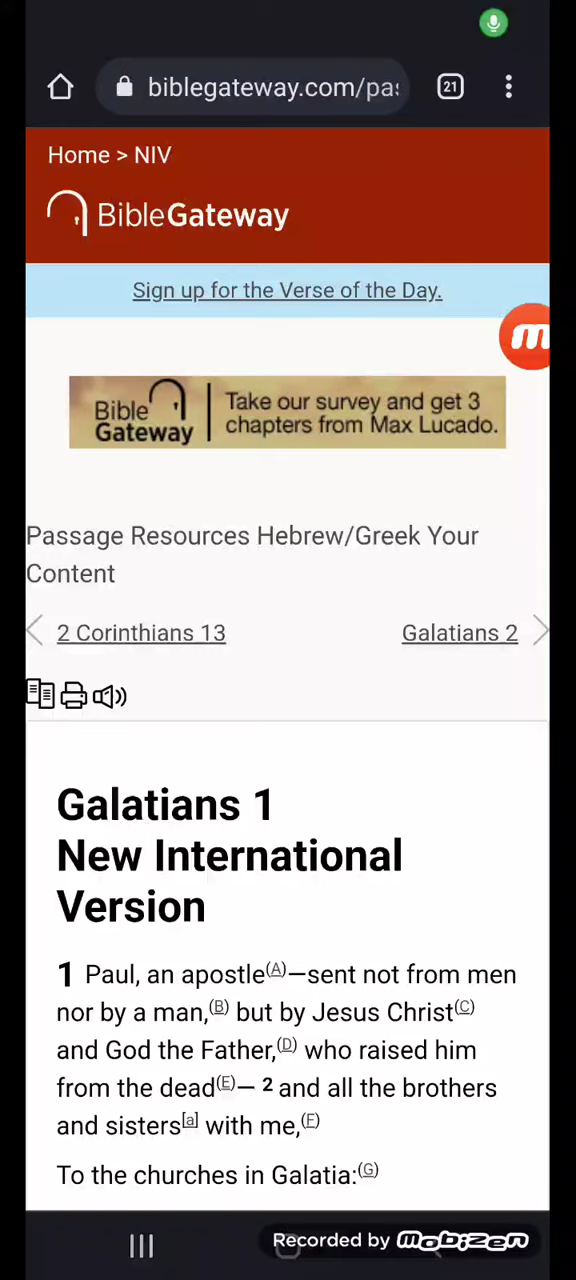 biblegateway.com/pas
21
Home > NIV
BibleGateway
Sign up for the Verse of the Day.
m
Bible Gateway
Take our survey and get 3
chapters from Max Lucado.
Passage Resources Hebrew/Greek Your
Content
2 Corinthians 13
Galatians 2
Galatians 1
New International
Version
1 Paul, an apostle(A)—sent not from men
nor by a man,(B) but by Jesus Christ(C)
and God the Father,(D) who raised him
from the dead(E)— 2 and all the brothers
and sisters[a] with me,(F)
To the churches in Galatia:(G)
Recorded by mobizen